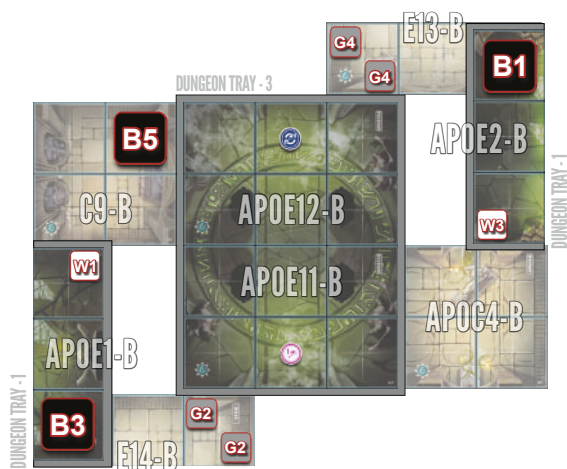 E13-B
G4
G4
B1
DUNGEON TRAY - 3
B5
APOE2-B
C9-B
APOE12-B
W3
DUNGEON TRAY - 1
W1
APOE11-B
APOE1-B
APOC4-B
B3
DUNGEON TRAY - 1
G2
G2
E14-B